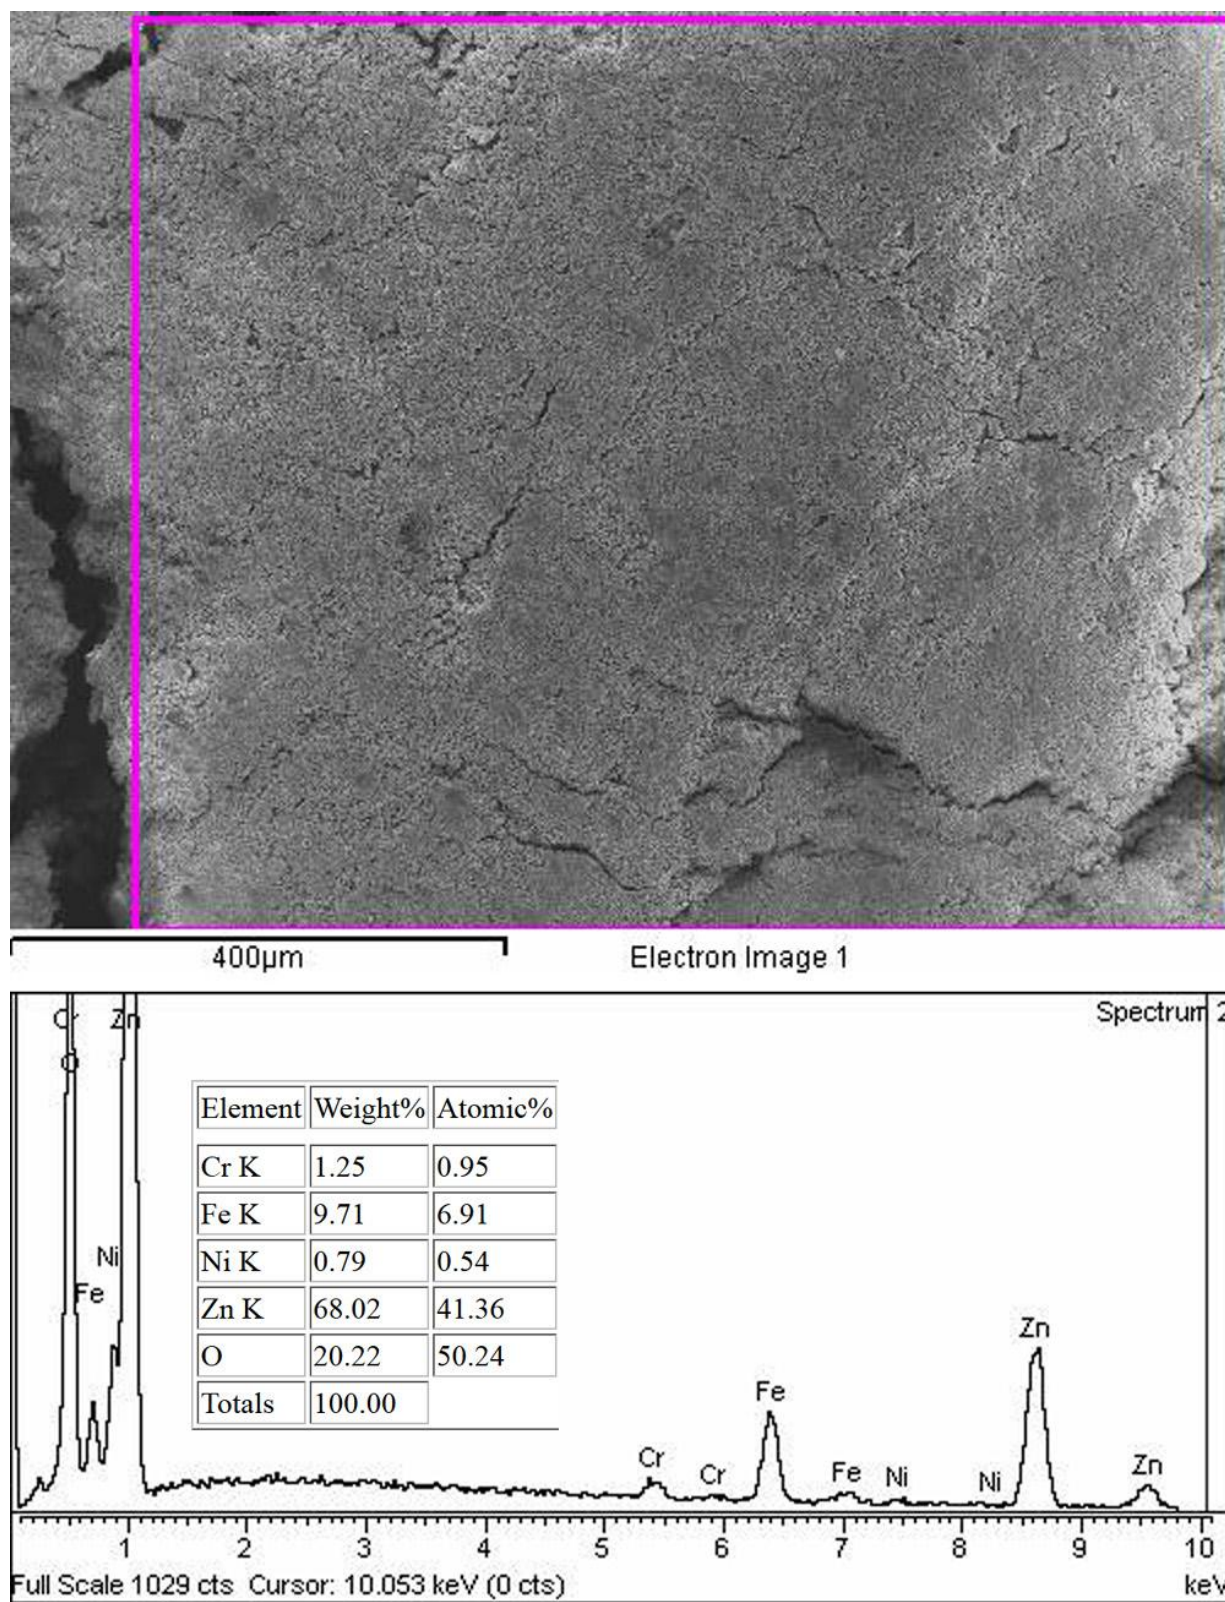 400µm Electron Image 1
Spectrum 2
Cr Zn
O
Element Weight% Atomic%
Cr K 1.25 0.95
Fe K 9.71 6.91
Ni K 0.79 0.54
Zn K 68.02 41.36
O 20.22 50.24
Totals 100.00
Ni
Fe
Zn
Fe
Cr Cr Fe Ni Ni Zn
1 2 3 4 5 6 7 8 9 10
Full Scale 1029 cts Cursor: 10.053 keV (0 cts) keV